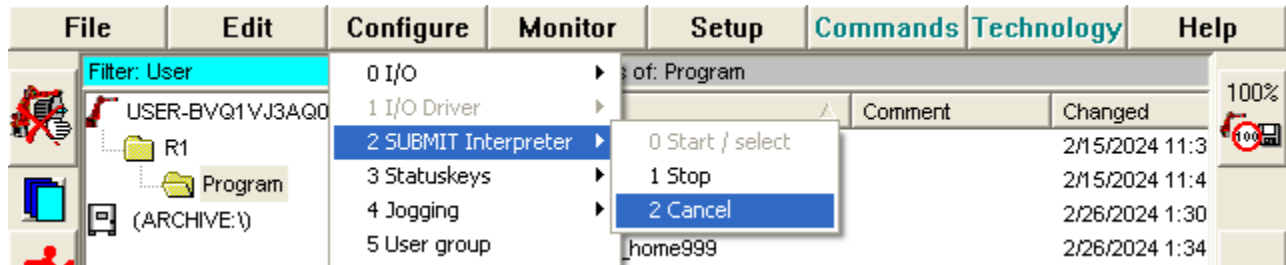 File Edit Configure Monitor Setup Commands Technology Help
Filter: User
0 I/O
s of: Program
100%
USER-BVQ1VJ3AQ0
1 I/O Driver
Comment
Changed
100
R1
2 SUBMIT Interpreter
0 Start / select
2/15/2024 11:3
Program
3 Statuskeys
1 Stop
2/15/2024 11:4
(ARCHIVE:\)
4 Jogging
2 Cancel
2/26/2024 1:30
5 User group
_home999
2/26/2024 1:34